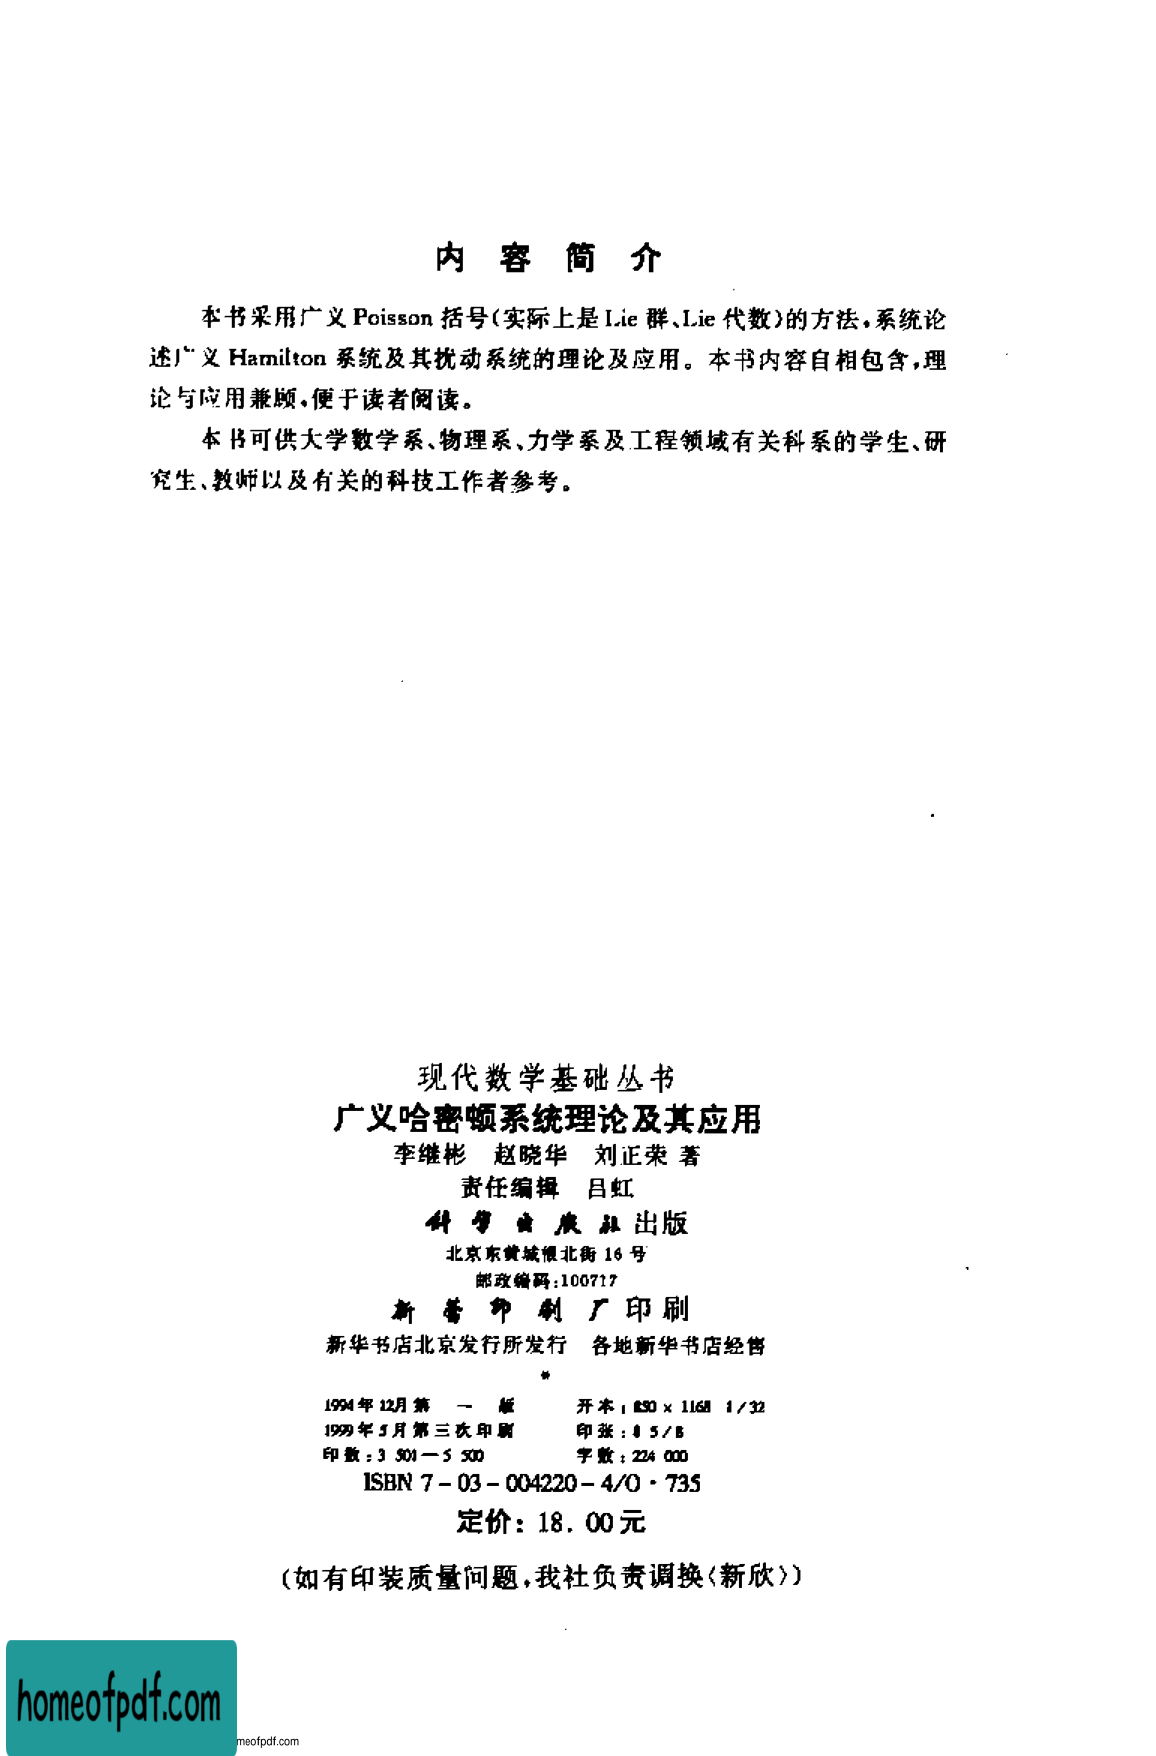 内 容 简 介
本书采用广义 Poisson 括号(实际上是 Lie 群、Lie 代数)的方法,系统论
述广义 Hamilton 系统及其扰动系统的理论及应用。本书内容自相包含,理
论与应用兼顾,便于读者阅读。
本书可供大学数学系、物理系、力学系及工程领域有关科系的学生、研
究生、教师以及有关的科技工作者参考。
现代数学基础丛书
广义哈密顿系统理论及其应用
李继彬 赵晓华 刘正荣 著
责任编辑 吕虹
科学出版社 出版
北京东黄城根北街 16 号
邮政编码:100717
新蕾印刷厂 印刷
新华书店北京发行所发行 各地新华书店经售
*
1994年12月第 一 版 开本:850×1168 1/32
1999年5月第三次印刷 印张:8 5/8
印数:3 501—5 500 字数:224 000
ISBN 7-03-004220-4/O·735
定价: 18.00元
(如有印装质量问题,我社负责调换〈新欣〉)
homeofpdf.com
meofpdf.com